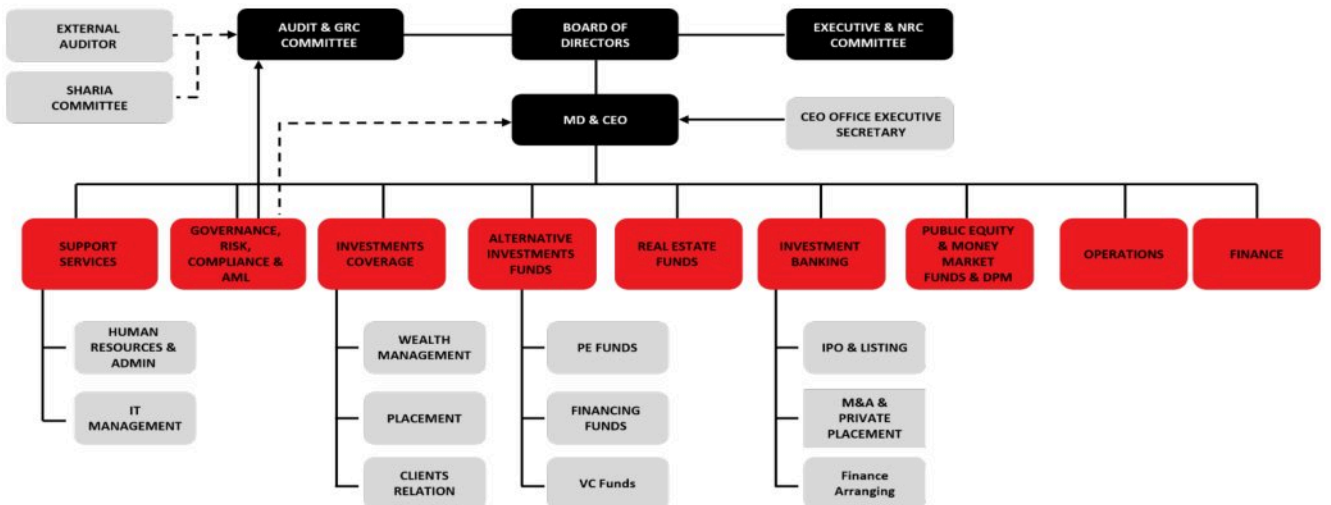 EXTERNAL
AUDITOR
AUDIT & GRC
COMMITTEE
BOARD OF
DIRECTORS
EXECUTIVE & NRC
COMMITTEE
SHARIA
COMMITTEE
MD & CEO
CEO OFFICE EXECUTIVE
SECRETARY
SUPPORT
SERVICES
GOVERNANCE,
RISK,
COMPLIANCE &
AML
INVESTMENTS
COVERAGE
ALTERNATIVE
INVESTMENTS
FUNDS
REAL ESTATE
FUNDS
INVESTMENT
BANKING
PUBLIC EQUITY
& MONEY
MARKET
FUNDS & DPM
OPERATIONS
FINANCE
HUMAN
RESOURCES &
ADMIN
WEALTH
MANAGEMENT
PE FUNDS
IPO & LISTING
IT
MANAGEMENT
PLACEMENT
FINANCING
FUNDS
M&A &
PRIVATE
PLACEMENT
CLIENTS
RELATION
VC Funds
Finance
Arranging